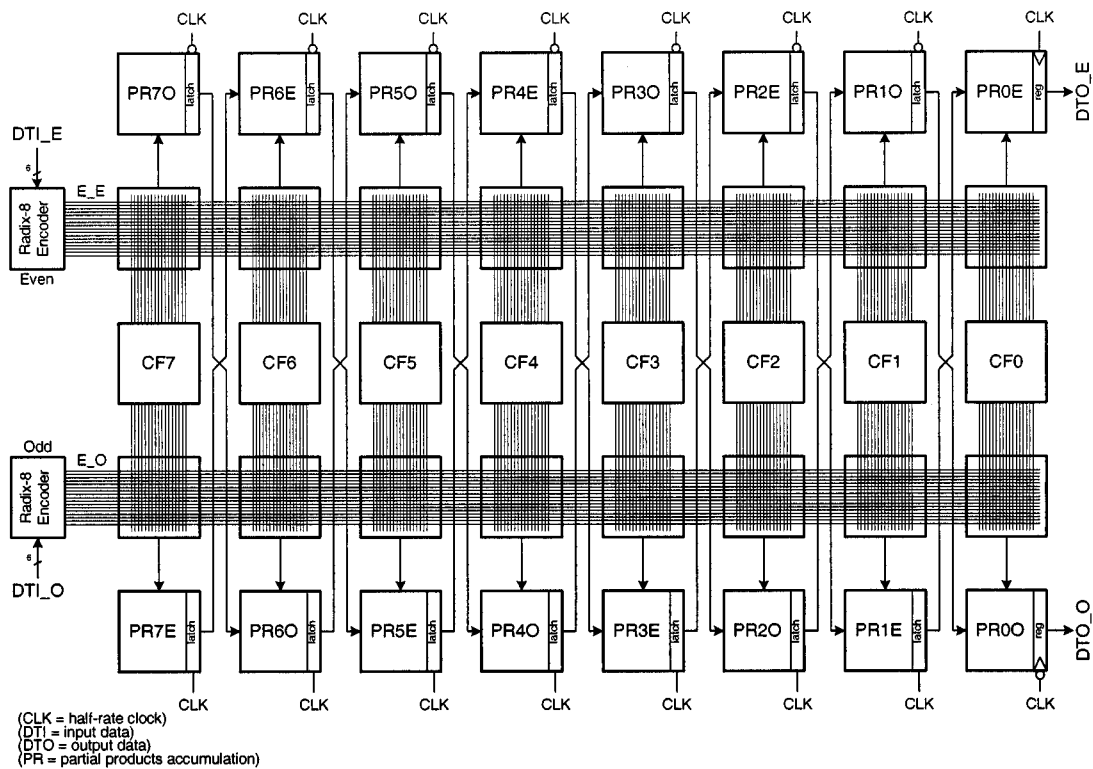 CLK CLK CLK CLK CLK CLK CLK CLK
PR7O latch PR6E latch PR5O latch PR4E latch PR3O latch PR2E latch PR1O latch PR0E reg
DTO_E
DTI_E
6
E_E
Radix-8
Encoder
Even
CF7 CF6 CF5 CF4 CF3 CF2 CF1 CF0
Odd
E_O
Radix-8
Encoder
6
DTI_O
PR7E latch PR6O latch PR5E latch PR4O latch PR3E latch PR2O latch PR1E latch PR0O reg
DTO_O
CLK CLK CLK CLK CLK CLK CLK CLK
(CLK = half-rate clock)
(DTI = input data)
(DTO = output data)
(PR = partial products accumulation)